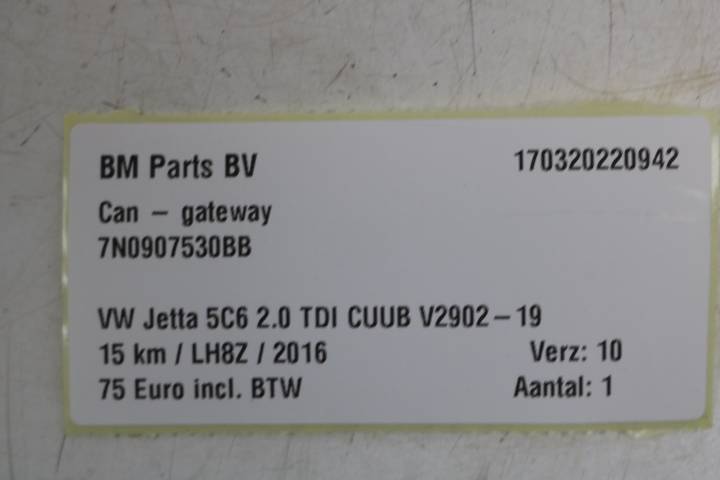 BM Parts BV 170320220942
Can - gateway
7N0907530BB
VW Jetta 5C6 2.0 TDI CUUB V2902-19
15 km / LH8Z / 2016 Verz: 10
75 Euro incl. BTW Aantal: 1